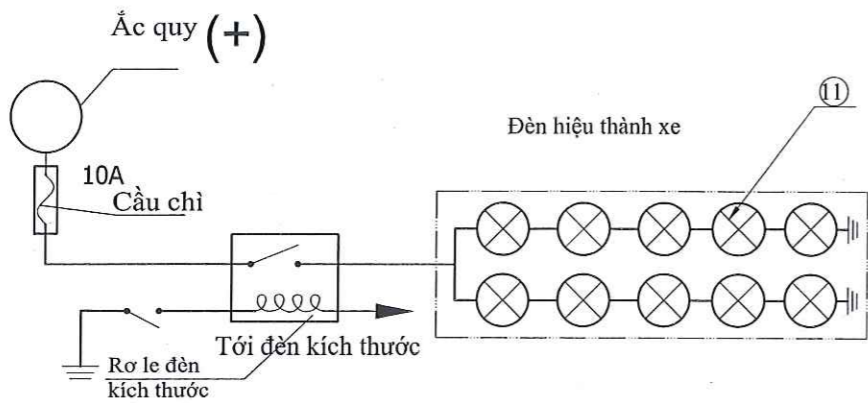 Ắc quy (+)
11
Đèn hiệu thành xe
10A
Cầu chì
Tới đèn kích thước
Rơ le đèn
kích thước